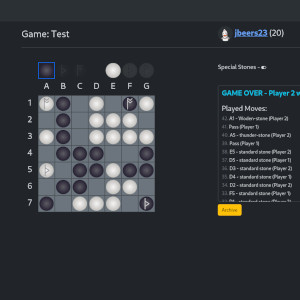 Game: Test
jbeers23 (20)
Special Stones -
GAME OVER - Player 2 w
Played Moves:
A B C D E F G
1
2
3
4
5
6
7
42. A1 - Wooden-stone (Player 2)
41. Pass (Player 1)
40. A5 - thunder-stone (Player 2)
39. Pass (Player 1)
38. E5 - standard stone (Player 2)
37. D5 - standard stone (Player 1)
36. D3 - standard stone (Player 2)
35. D4 - standard stone (Player 1)
34. D2 - standard stone (Player 2)
33. F5 - standard stone (Player 1)
Archive